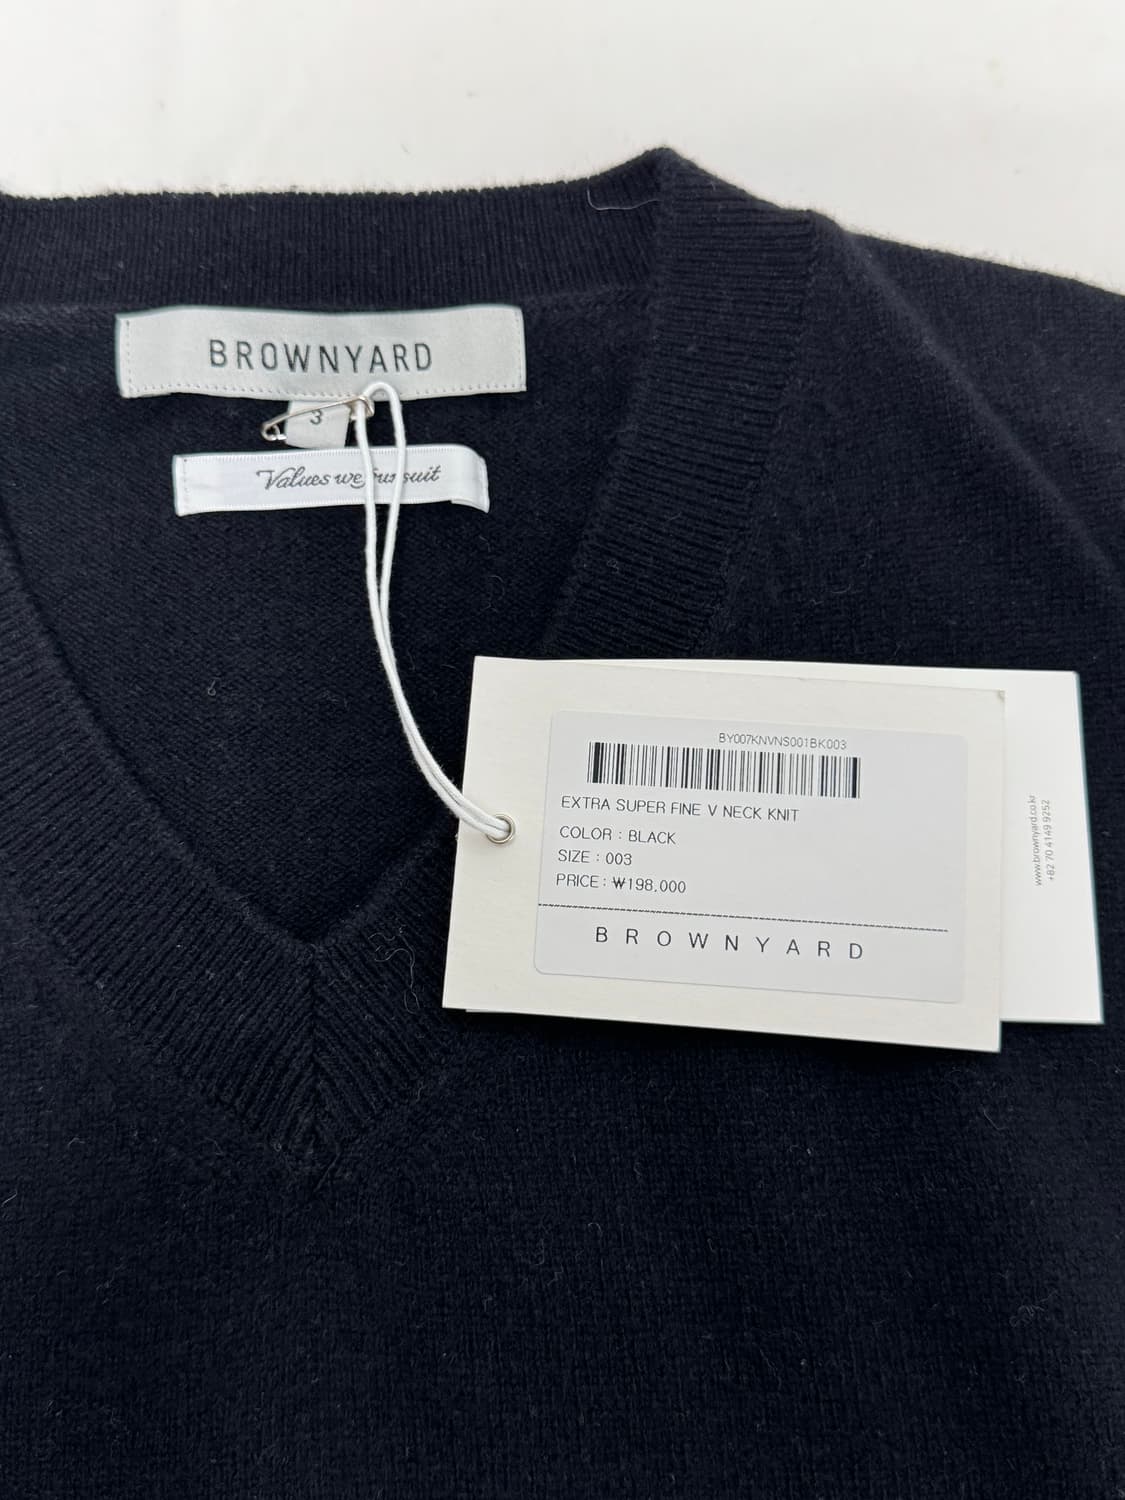 BROWNYARD
3
Values we pursuit
BY007KNVNS001BK003
EXTRA SUPER FINE V NECK KNIT
COLOR : BLACK
SIZE : 003
PRICE : ₩198,000
BROWNYARD
www.brownyard.co.kr
+82 70 4149 9252